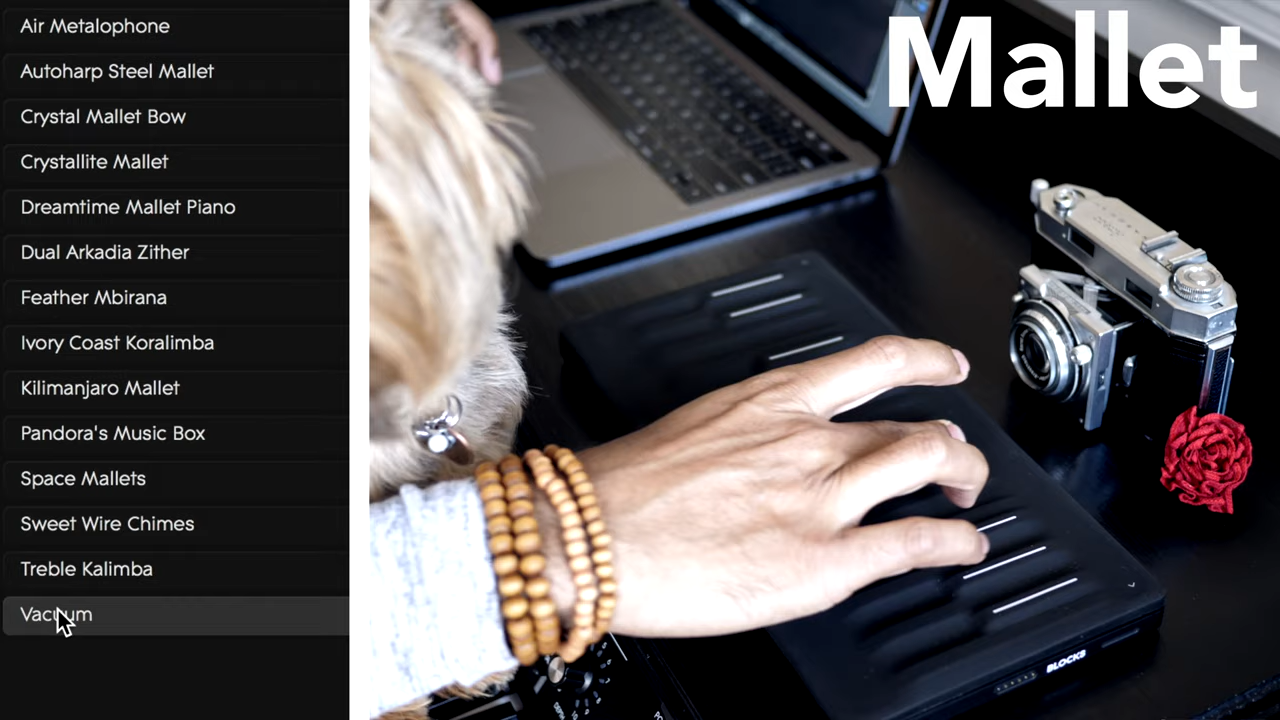 Air Metalophone
Autoharp Steel Mallet
Crystal Mallet Bow
Crystallite Mallet
Dreamtime Mallet Piano
Dual Arkadia Zither
Feather Mbirana
Ivory Coast Koralimba
Kilimanjaro Mallet
Pandora's Music Box
Space Mallets
Sweet Wire Chimes
Treble Kalimba
Vacuum
Mallet
BLOCKS